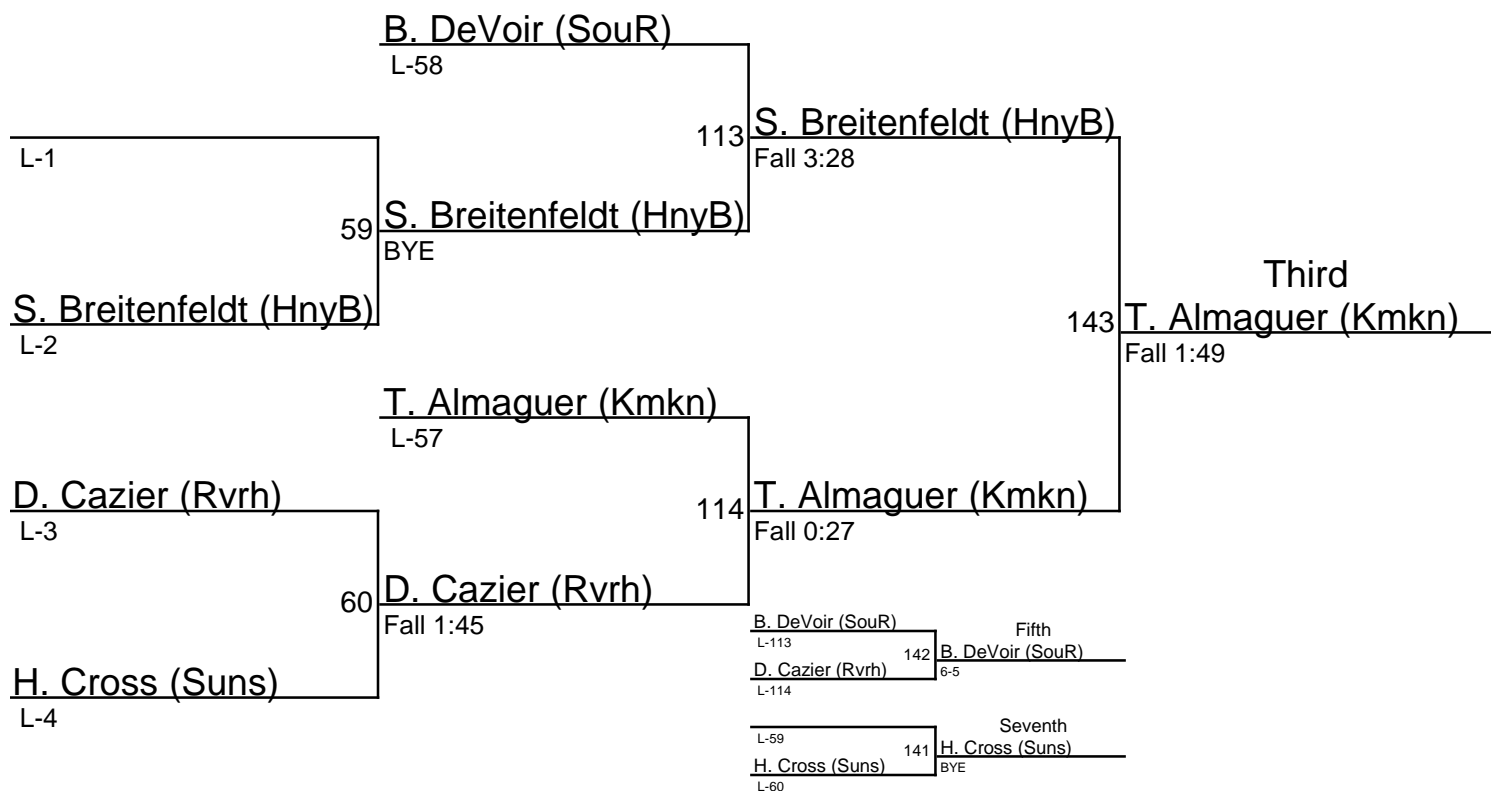 B. DeVoir (SouR)
L-58
L-1
113
S. Breitenfeldt (HnyB)
Fall 3:28
59
S. Breitenfeldt (HnyB)
BYE
S. Breitenfeldt (HnyB)
L-2
Third
143
T. Almaguer (Kmkn)
Fall 1:49
T. Almaguer (Kmkn)
L-57
D. Cazier (Rvrh)
L-3
114
T. Almaguer (Kmkn)
Fall 0:27
60
D. Cazier (Rvrh)
Fall 1:45
H. Cross (Suns)
L-4
B. DeVoir (SouR)
L-113
Fifth
142
B. DeVoir (SouR)
6-5
D. Cazier (Rvrh)
L-114
L-59
Seventh
141
H. Cross (Suns)
BYE
H. Cross (Suns)
L-60